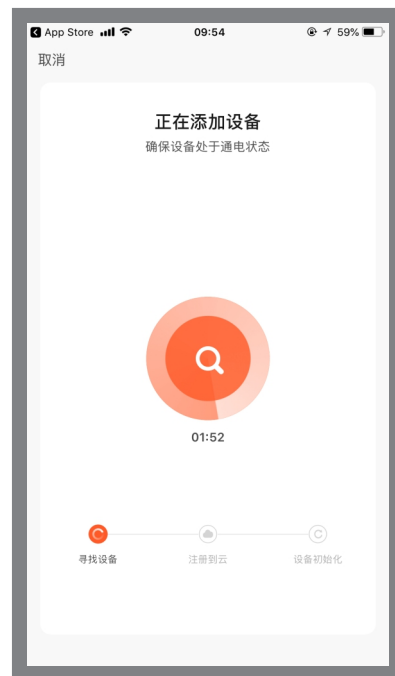 App Store 09:54 59%
取消
正在添加设备
确保设备处于通电状态
01:52
寻找设备 注册到云 设备初始化